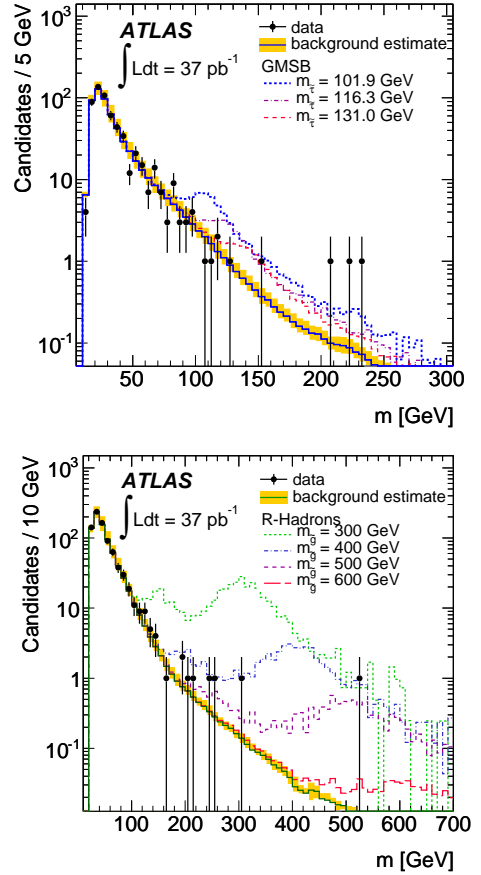 10³
10²
10
1
10⁻¹
Candidates / 5 GeV
ATLAS
∫ Ldt = 37 pb⁻¹
data
background estimate
GMSB
m_τ̃ = 101.9 GeV
m_τ̃ = 116.3 GeV
m_τ̃ = 131.0 GeV
50 100 150 200 250 300
m [GeV]
10³
10²
10
1
10⁻¹
Candidates / 10 GeV
ATLAS
∫ Ldt = 37 pb⁻¹
data
background estimate
R-Hadrons
m_g̃ = 300 GeV
m_g̃ = 400 GeV
m_g̃ = 500 GeV
m_g̃ = 600 GeV
100 200 300 400 500 600 700
m [GeV]